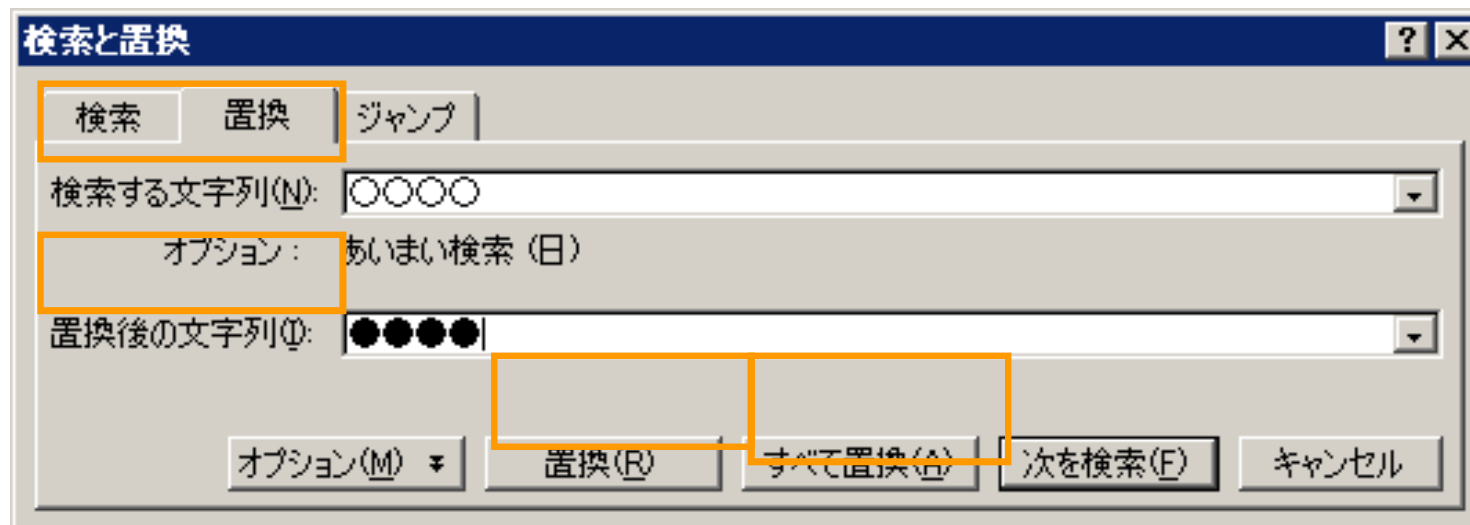 検索と置換
検索 置換 ジャンプ
検索する文字列(N): ○○○○
オプション: あいまい検索 (日)
置換後の文字列(I): ●●●●
オプション(M) 置換(R) すべて置換(A) 次を検索(F) キャンセル